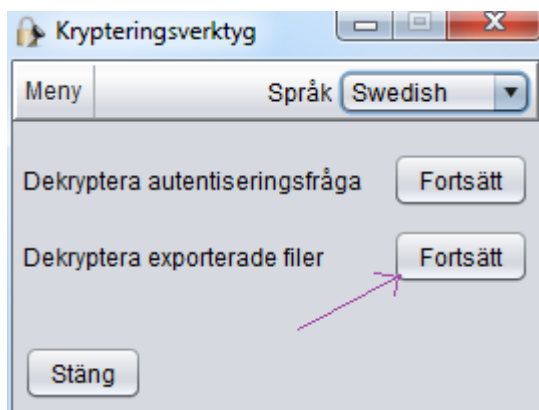 Krypteringsverktyg
Meny Språk Swedish
Dekryptera autentiseringsfråga Fortsätt
Dekryptera exporterade filer Fortsätt
Stäng